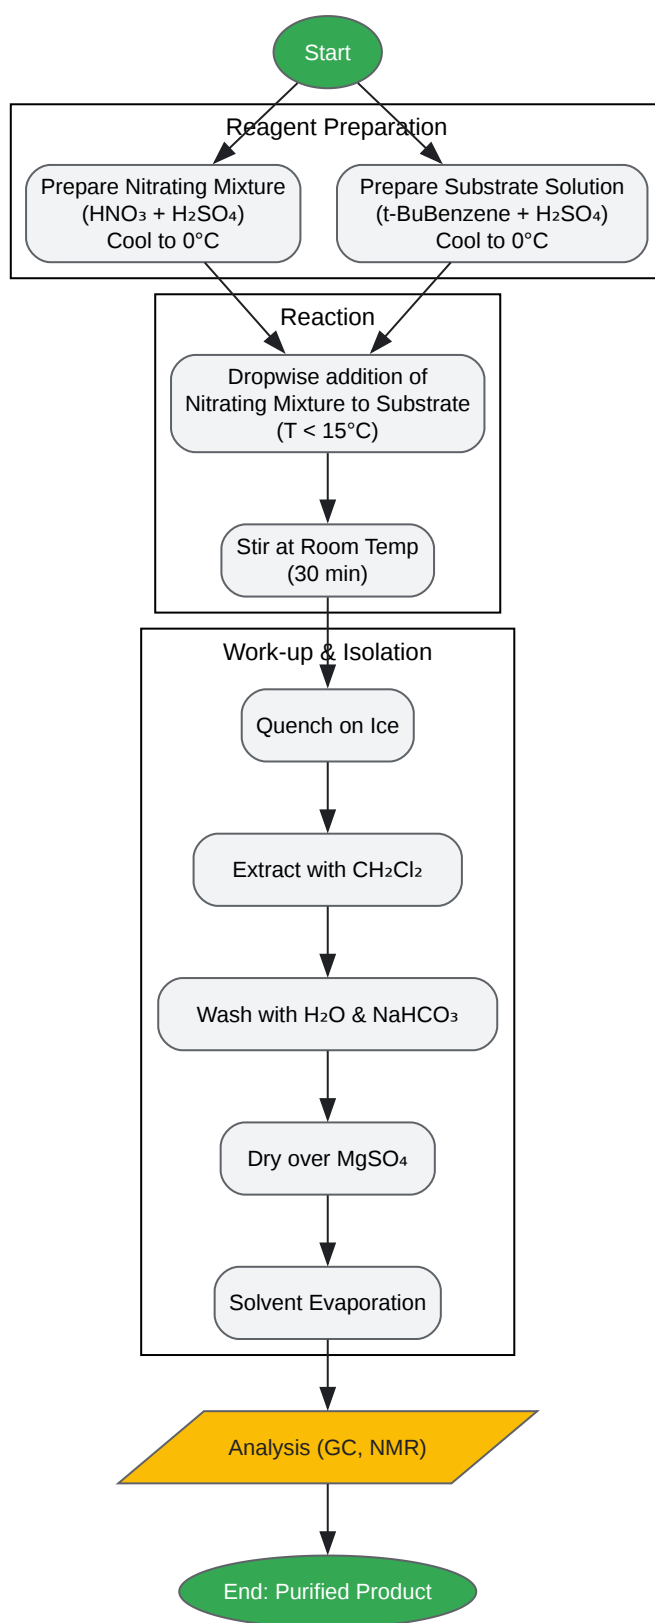 Start
Reagent Preparation
Prepare Nitrating Mixture
(HNO₃ + H₂SO₄)
Cool to 0°C
Prepare Substrate Solution
(t-BuBenzene + H₂SO₄)
Cool to 0°C
Reaction
Dropwise addition of
Nitrating Mixture to Substrate
(T < 15°C)
Stir at Room Temp
(30 min)
Work-up & Isolation
Quench on Ice
Extract with CH₂Cl₂
Wash with H₂O & NaHCO₃
Dry over MgSO₄
Solvent Evaporation
Analysis (GC, NMR)
End: Purified Product